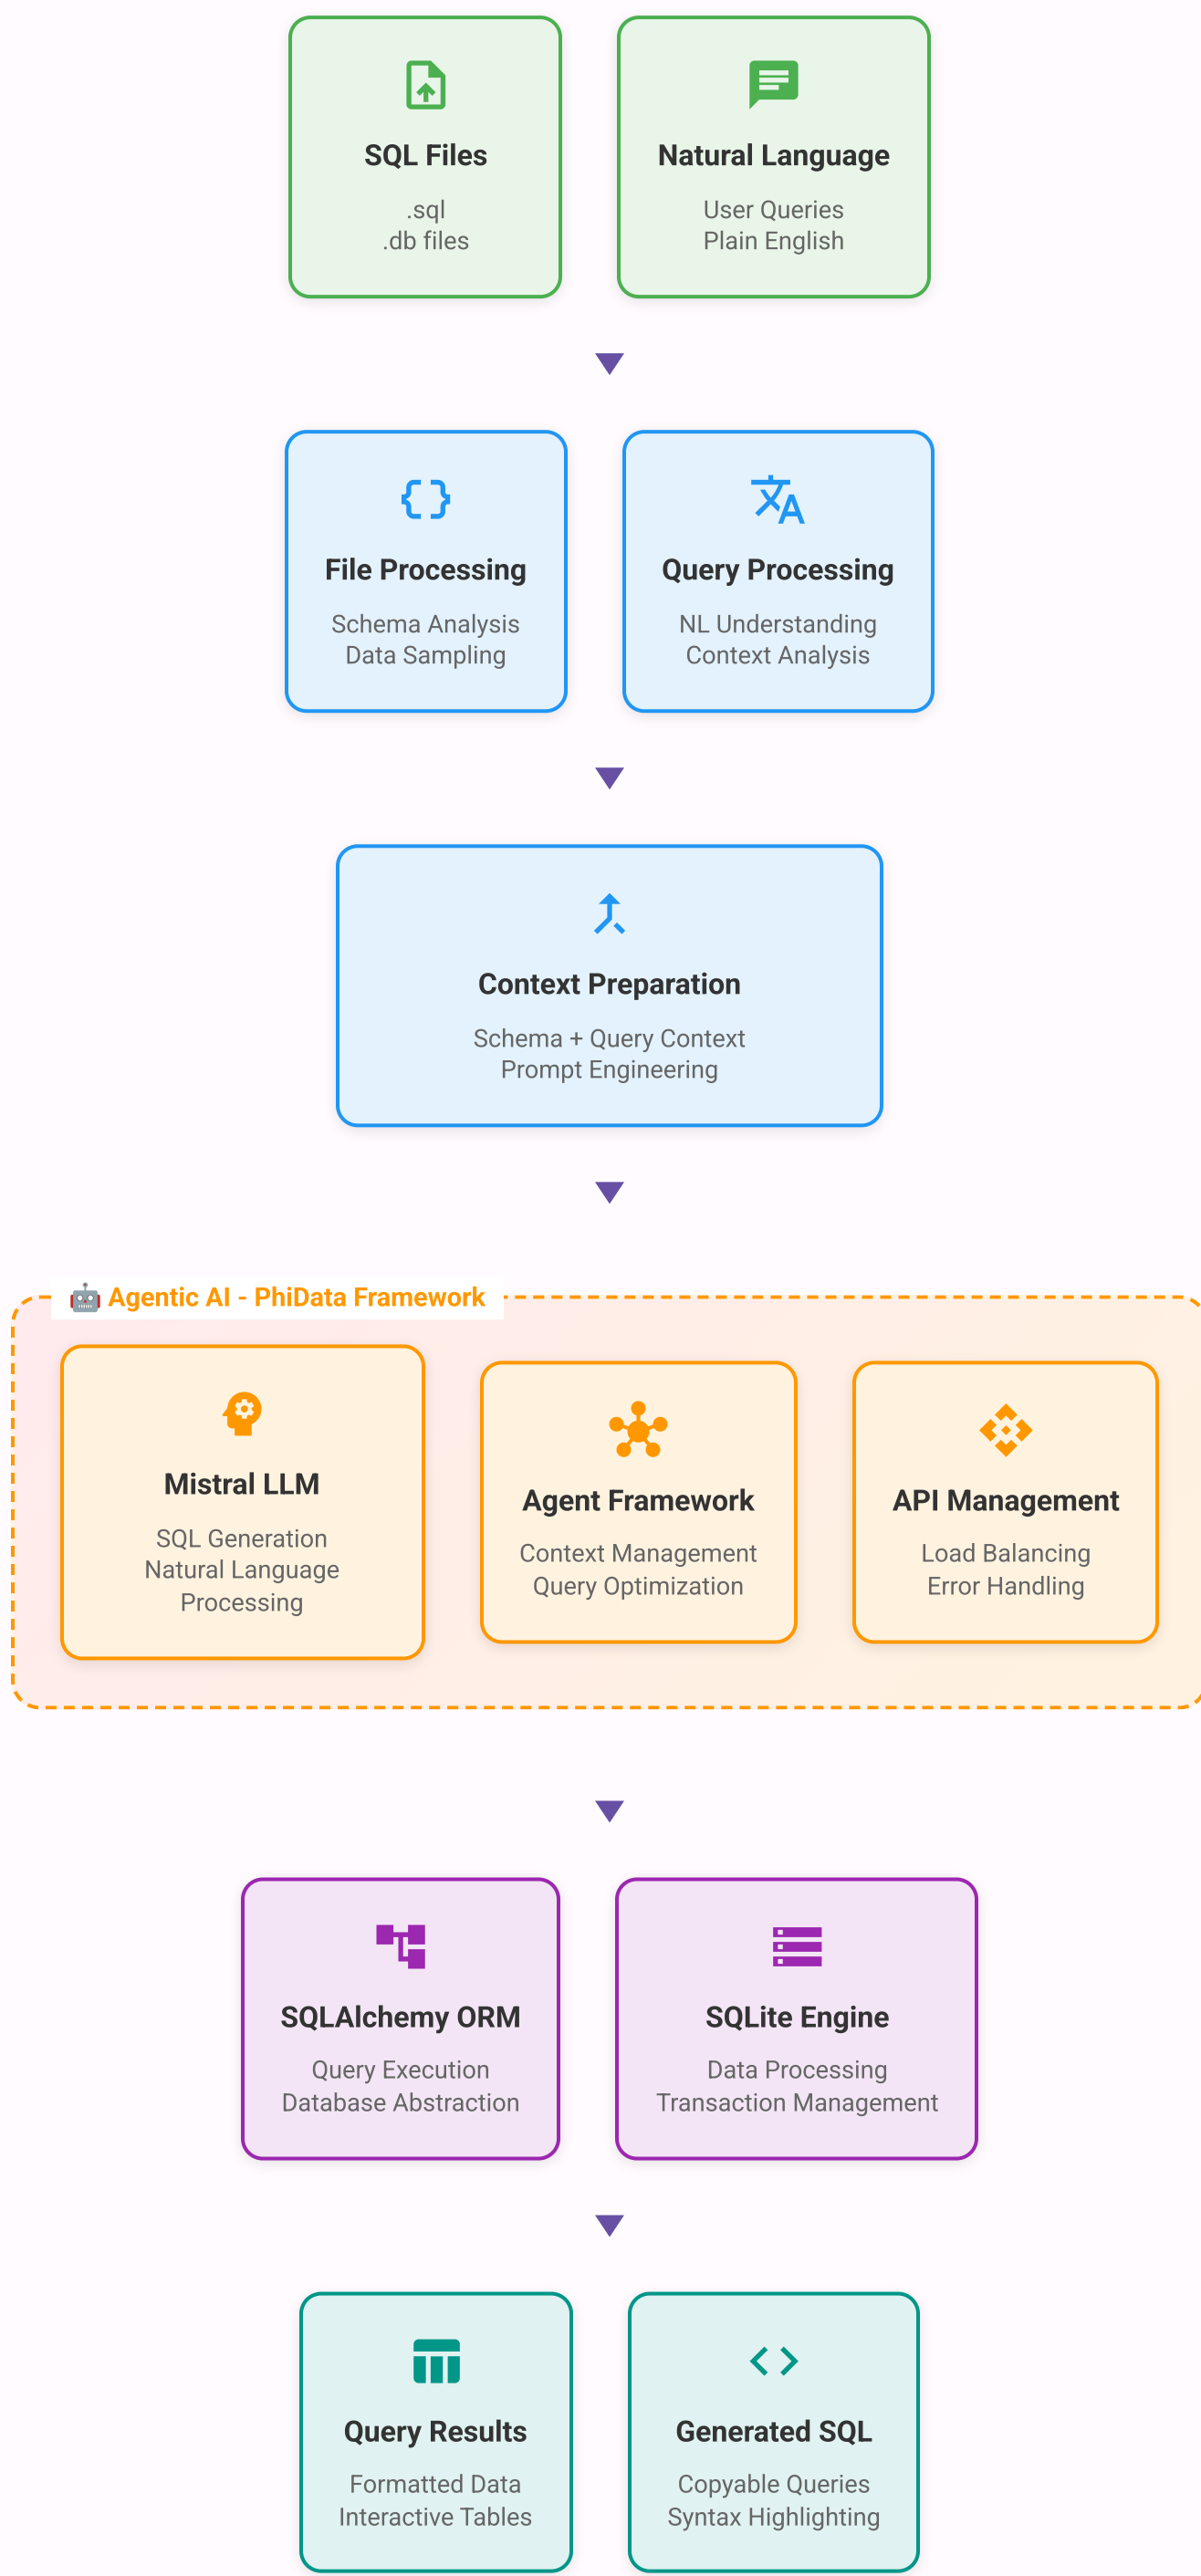 SQL Files
.sql
.db files
Natural Language
User Queries
Plain English
File Processing
Schema Analysis
Data Sampling
Query Processing
NL Understanding
Context Analysis
Context Preparation
Schema + Query Context
Prompt Engineering
🤖 Agentic AI - PhiData Framework
Mistral LLM
SQL Generation
Natural Language
Processing
Agent Framework
Context Management
Query Optimization
API Management
Load Balancing
Error Handling
SQLAlchemy ORM
Query Execution
Database Abstraction
SQLite Engine
Data Processing
Transaction Management
Query Results
Formatted Data
Interactive Tables
Generated SQL
Copyable Queries
Syntax Highlighting